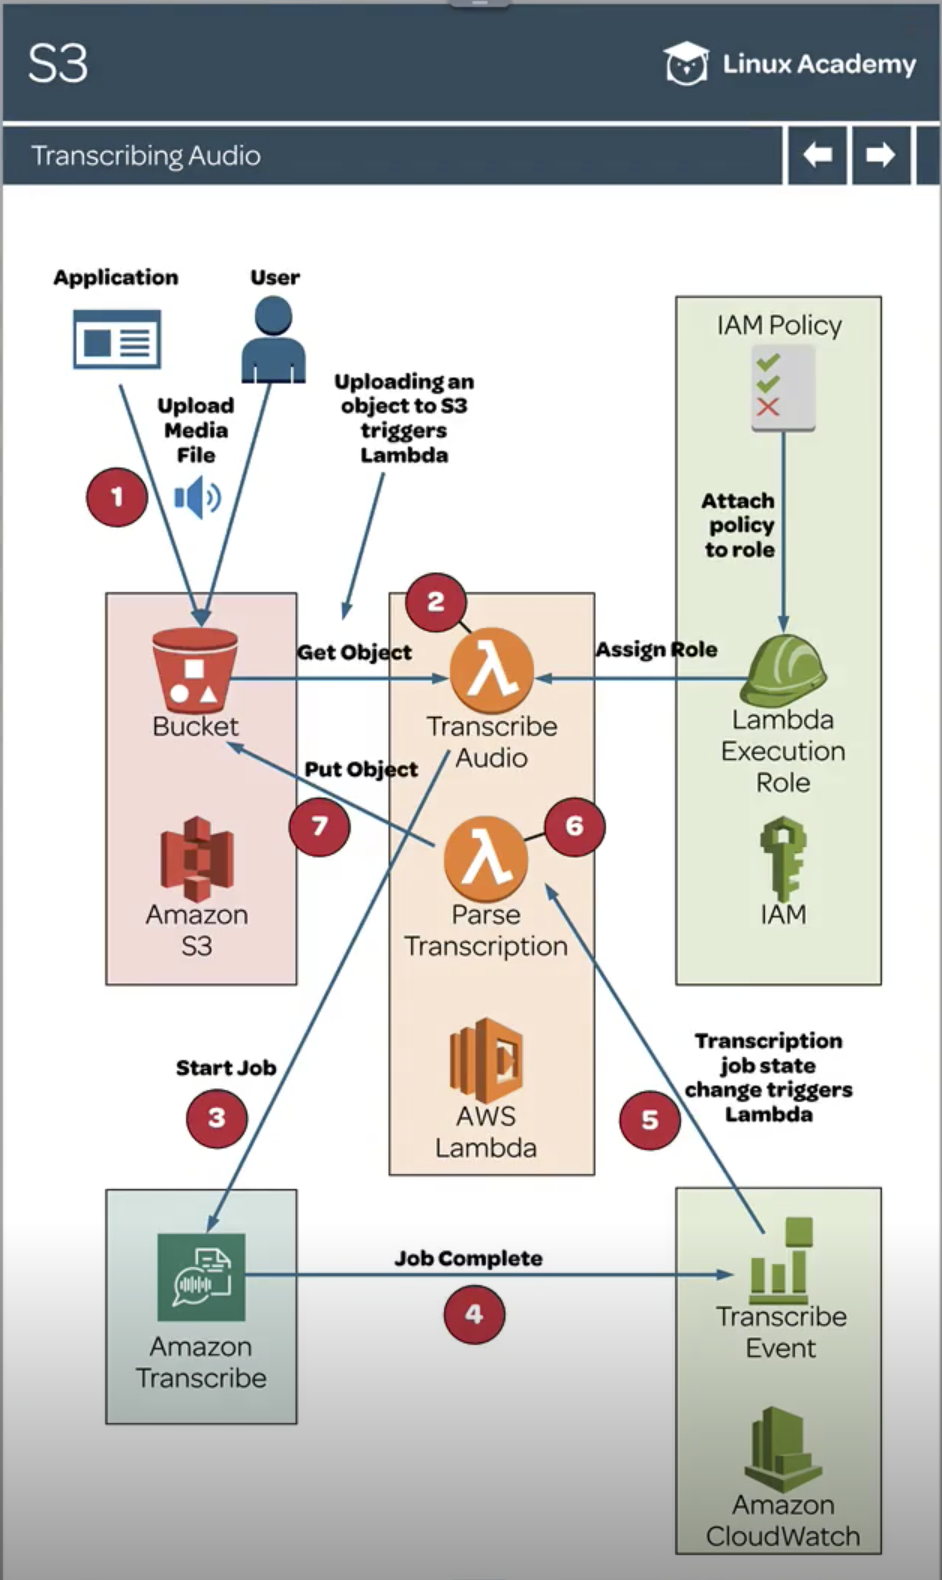 S3
Linux Academy
Transcribing Audio
Application
User
Upload
Media
File
1
Uploading an
object to S3
triggers
Lambda
IAM Policy
Attach
policy
to role
2
Get Object
Assign Role
Bucket
Transcribe
Audio
Lambda
Execution
Role
Put Object
7
6
Amazon
S3
Parse
Transcription
IAM
Start Job
3
AWS
Lambda
5
Transcription
job state
change triggers
Lambda
Job Complete
4
Amazon
Transcribe
Transcribe
Event
Amazon
CloudWatch